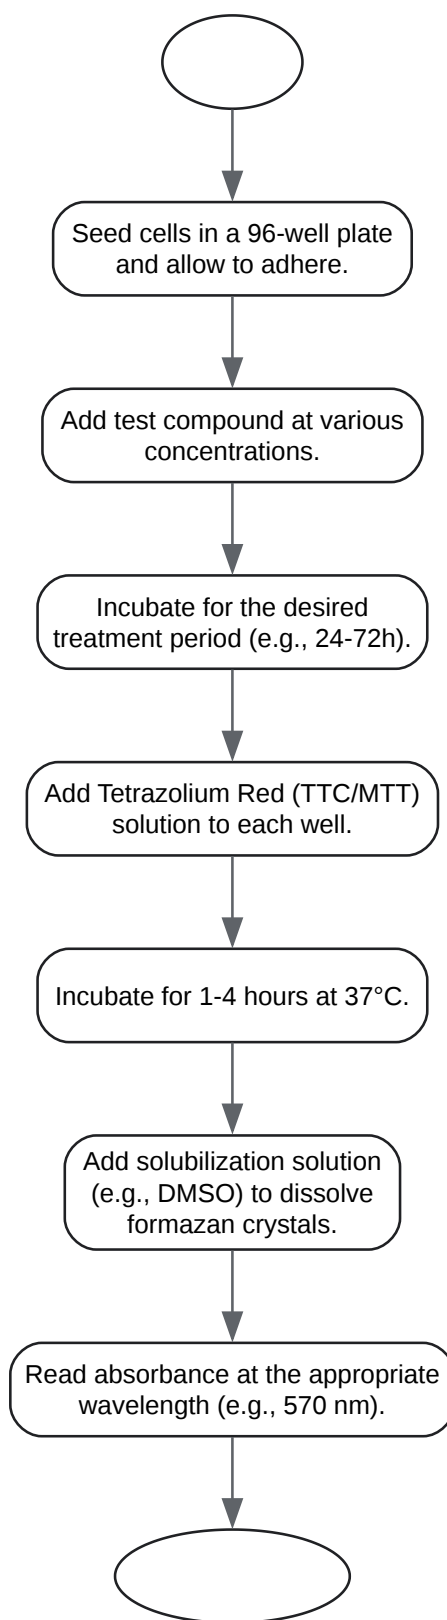 Seed cells in a 96-well plate
and allow to adhere.
Add test compound at various
concentrations.
Incubate for the desired
treatment period (e.g., 24-72h).
Add Tetrazolium Red (TTC/MTT)
solution to each well.
Incubate for 1-4 hours at 37°C.
Add solubilization solution
(e.g., DMSO) to dissolve
formazan crystals.
Read absorbance at the appropriate
wavelength (e.g., 570 nm).